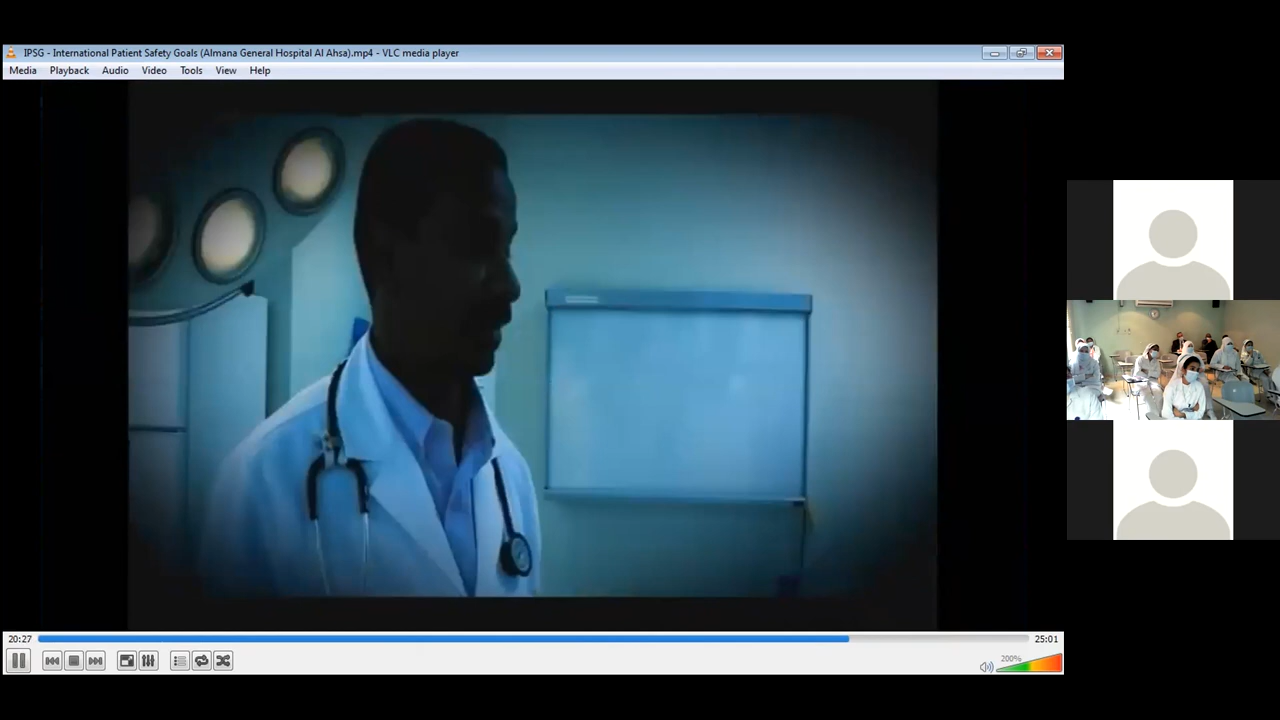 IPSG - International Patient Safety Goals (Almana General Hospital Al Ahsa).mp4 - VLC media player
Media Playback Audio Video Tools View Help
20:27 25:01
200%